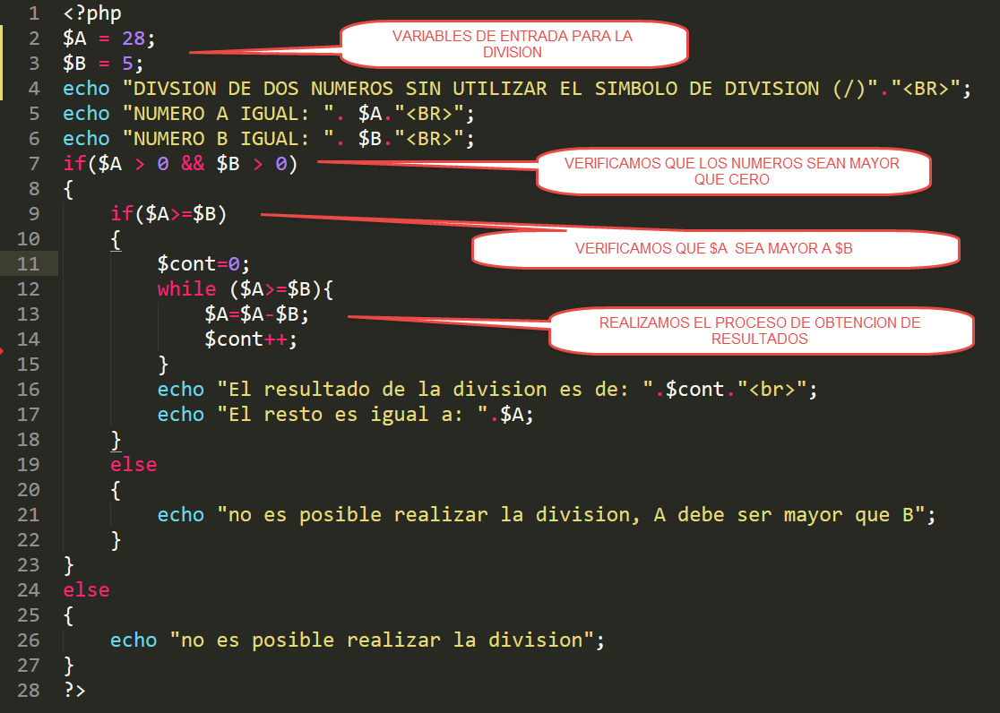 1 <?php
2 $A = 28;
VARIABLES DE ENTRADA PARA LA
DIVISION
3 $B = 5;
4 echo "DIVSION DE DOS NUMEROS SIN UTILIZAR EL SIMBOLO DE DIVISION (/)"."<BR>";
5 echo "NUMERO A IGUAL: ". $A."<BR>";
6 echo "NUMERO B IGUAL: ". $B."<BR>";
7 if($A > 0 && $B > 0)
VERIFICAMOS QUE LOS NUMEROS SEAN MAYOR
QUE CERO
8 {
9 if($A>=$B)
10 {
VERIFICAMOS QUE $A  SEA MAYOR A $B
11 $cont=0;
12 while ($A>=$B){
13 $A=$A-$B;
REALIZAMOS EL PROCESO DE OBTENCION DE
RESULTADOS
14 $cont++;
15 }
16 echo "El resultado de la division es de: ".$cont."<br>";
17 echo "El resto es igual a: ".$A;
18 }
19 else
20 {
21 echo "no es posible realizar la division, A debe ser mayor que B";
22 }
23 }
24 else
25 {
26 echo "no es posible realizar la division";
27 }
28 ?>